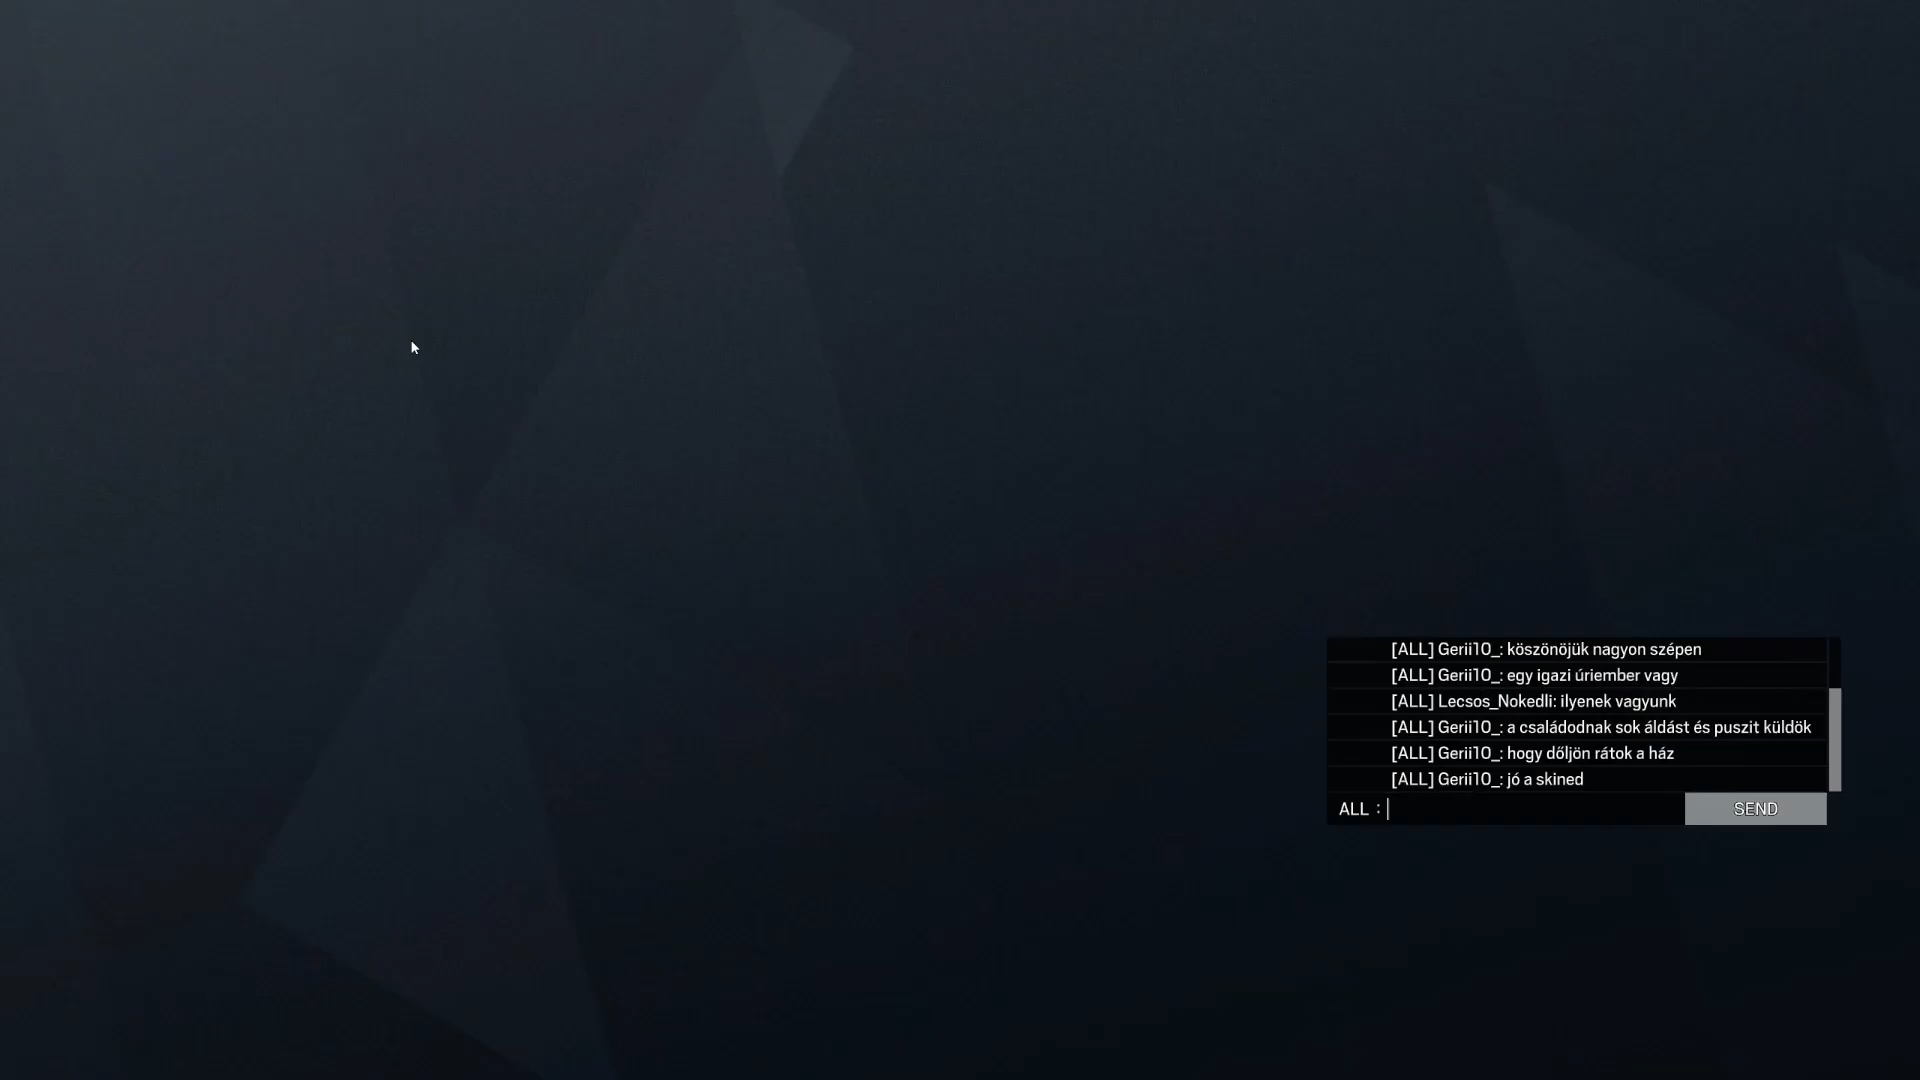 [ALL] Gerii10_: köszönöjük nagyon szépen
[ALL] Gerii10_: egy igazi úriember vagy
[ALL] Lecsos_Nokedli: ilyenek vagyunk
[ALL] Gerii10_: a családodnak sok áldást és puszit küldök
[ALL] Gerii10_: hogy dőljön rátok a ház
[ALL] Gerii10_: jó a skined
ALL : SEND